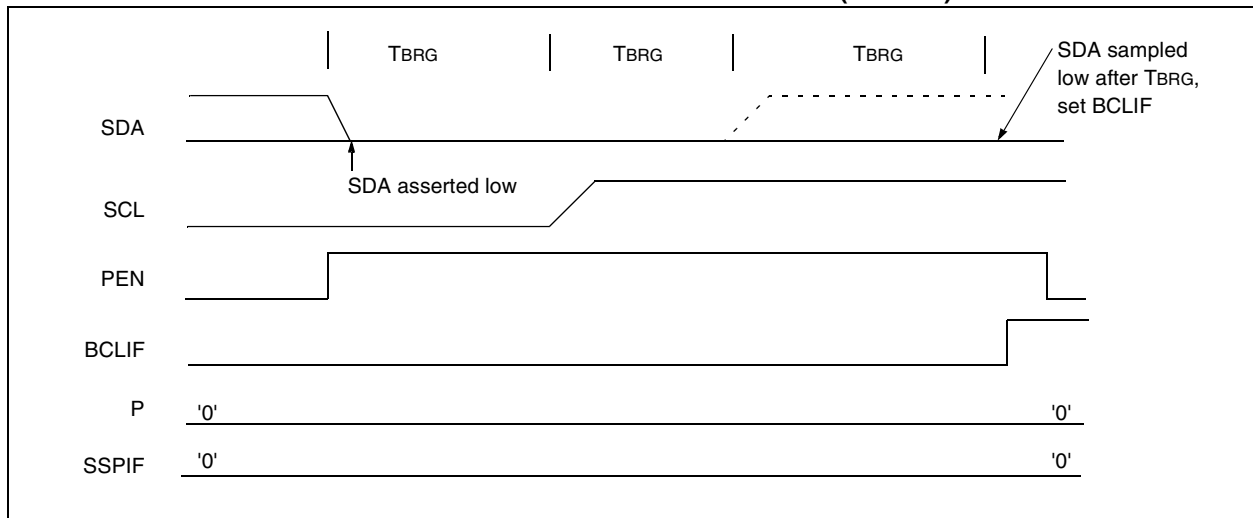 TBRG TBRG TBRG
SDA sampled
low after TBRG,
set BCLIF
SDA
SDA asserted low
SCL
PEN
BCLIF
P '0' '0'
SSPIF '0' '0'